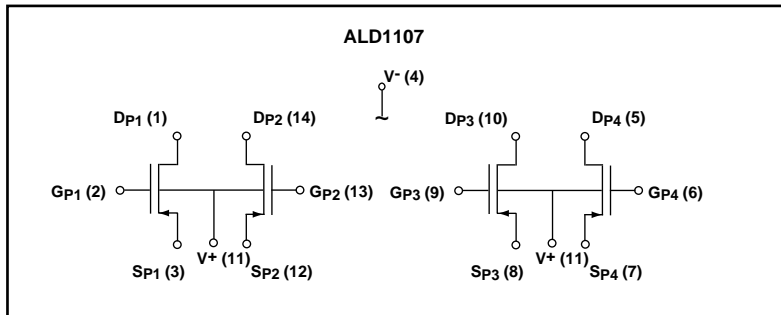 ALD1107
V- (4)
~
DP1 (1)
DP2 (14)
DP3 (10)
DP4 (5)
GP1 (2)
GP2 (13)
GP3 (9)
GP4 (6)
SP1 (3)
V+ (11)
SP2 (12)
SP3 (8)
V+ (11)
SP4 (7)